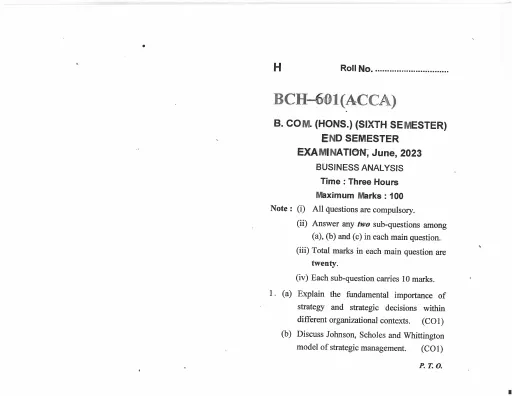 H Roll No. ................................
BCH–601(ACCA)
B. COM. (HONS.) (SIXTH SEMESTER)
END SEMESTER
EXAMINATION, June, 2023
BUSINESS ANALYSIS
Time : Three Hours
Maximum Marks : 100
Note : (i) All questions are compulsory.
(ii) Answer any two sub-questions among
(a), (b) and (c) in each main question.
(iii) Total marks in each main question are
twenty.
(iv) Each sub-question carries 10 marks.
1. (a) Explain the fundamental importance of
strategy and strategic decisions within
different organizational contexts. (CO1)
(b) Discuss Johnson, Scholes and Whittington
model of strategic management. (CO1)
P. T. O.